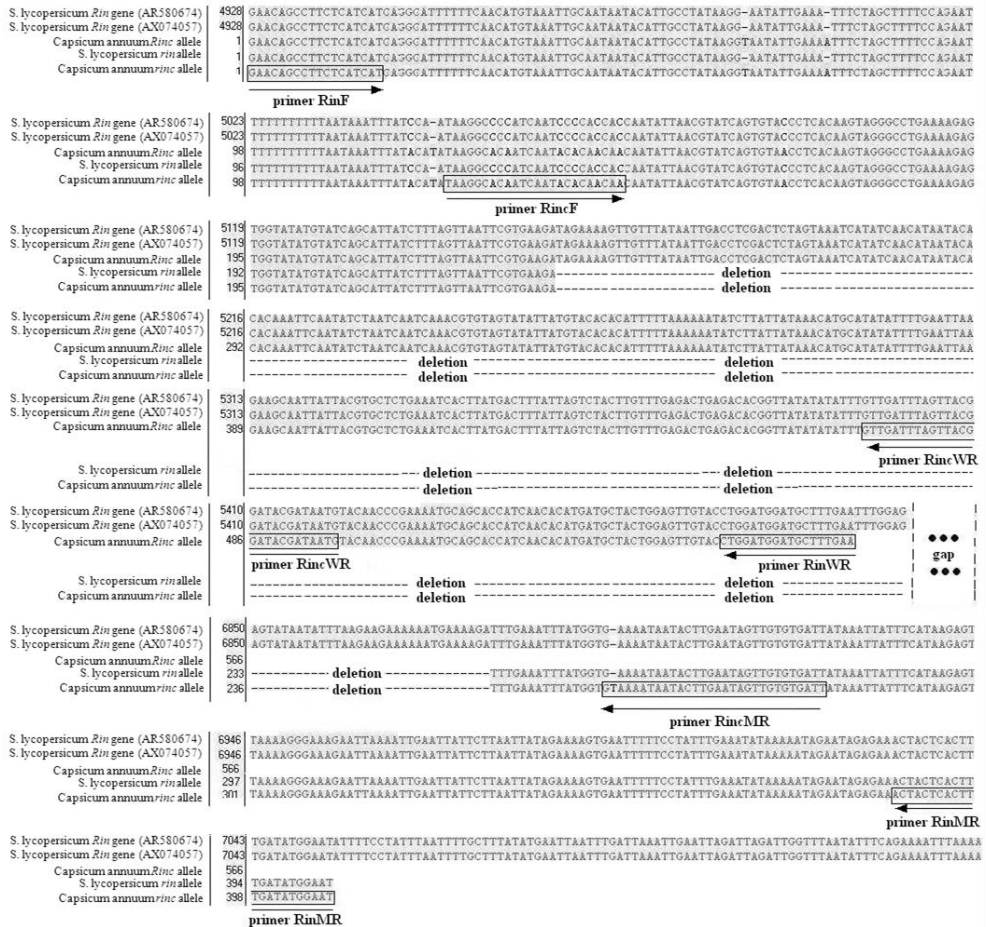 S. lycopersicum Rin gene (AR580674) 4928 GAACAGCCTTCTCATCATCAGGCATTTTTTCAACATGTAAATTGCAATAATACATTGCCTATAAGG-AATATTGAAA-TTTCTAGCTTTTCCAGAAT
S. lycopersicum Rin gene (AX074057) 4928 GAACAGCCTTCTCATCATCAGGCATTTTTTCAACATGTAAATTGCAATAATACATTGCCTATAAGG-AATATTGAAA-TTTCTAGCTTTTCCAGAAT
Capsicum annuum Rinc allele 1 GAACAGCCTTCTCATCATCAGGCATTTTTTCAACATGTAAATTGCAATAATACATTGCCTATAAGGTAATATTGAAAATTTCTAGCTTTTCCAGAAT
S. lycopersicum rin allele 1 GAACAGCCTTCTCATCATCAGGCATTTTTTCAACATGTAAATTGCAATAATACATTGCCTATAAGG-AATATTGAAA-TTTCTAGCTTTTCCAGAAT
Capsicum annuum rinc allele 1 GAACAGCCTTCTCATCATCAGGCATTTTTTCAACATGTAAATTGCAATAATACATTGCCTATAAGGTAATATTGAAAATTTCTAGCTTTTCCAGAAT
primer RinF
S. lycopersicum Rin gene (AR580674) 5023 TTTTTTTTTTAATAAATTTATCCA-ATAAGGCCCCATCAATCCCCACCACCAATATTAACGTATCAGTGTACCCTCACAAGTAGGGCCTGAAAAGAG
S. lycopersicum Rin gene (AX074057) 5023 TTTTTTTTTTAATAAATTTATCCA-ATAAGGCCCCATCAATCCCCACCACCAATATTAACGTATCAGTGTACCCTCACAAGTAGGGCCTGAAAAGAG
Capsicum annuum Rinc allele 98 TTTTTTTTTTAATAAATTTATACATATAAGGCACAATCAATACACAACAACAATATTAACGTATCAGTGTAACCTCACAAGTAGGGCCTGAAAAGAG
S. lycopersicum rin allele 96 TTTTTTTTTTAATAAATTTATCCA-ATAAGGCCCCATCAATCCCCACCACCAATATTAACGTATCAGTGTACCCTCACAAGTAGGGCCTGAAAAGAG
Capsicum annuum rinc allele 98 TTTTTTTTTTAATAAATTTATACATATAAGGCACAATCAATACACAACAACAATATTAACGTATCAGTGTAACCTCACAAGTAGGGCCTGAAAAGAG
primer RincF
S. lycopersicum Rin gene (AR580674) 5119 TGGTATATGTATCAGCATTATCTTTAGTTAATTCGTGAAGATAGAAAAGTTGTTTATAATTGACCTCGACTCTAGTAAATCATATCAACATAATACA
S. lycopersicum Rin gene (AX074057) 5119 TGGTATATGTATCAGCATTATCTTTAGTTAATTCGTGAAGATAGAAAAGTTGTTTATAATTGACCTCGACTCTAGTAAATCATATCAACATAATACA
Capsicum annuum Rinc allele 195 TGGTATATGTATCAGCATTATCTTTAGTTAATTCGTGAAGATAGAAAAGTTGTTTATAATTGACCTCGACTCTAGTAAATCATATCAACATAATACA
S. lycopersicum rin allele 192 TGGTATATGTATCAGCATTATCTTTAGTTAATTCGTGAAGA deletion
Capsicum annuum rinc allele 195 TGGTATATGTATCAGCATTATCTTTAGTTAATTCGTGAAGA deletion
S. lycopersicum Rin gene (AR580674) 5216 CACAAATTCAATATCTAATCAATCAAACGTGTAGTATATTATGTACACACATTTTTAAAAAATATCTTATTATAAACATGCATATATTTTGAATTAA
S. lycopersicum Rin gene (AX074057) 5216 CACAAATTCAATATCTAATCAATCAAACGTGTAGTATATTATGTACACACATTTTTAAAAAATATCTTATTATAAACATGCATATATTTTGAATTAA
Capsicum annuum Rinc allele 292 CACAAATTCAATATCTAATCAATCAAACGTGTAGTATATTATGTACACACATTTTTAAAAAATATCTTATTATAAACATGCATATATTTTGAATTAA
S. lycopersicum rin allele deletion deletion
Capsicum annuum rinc allele deletion deletion
S. lycopersicum Rin gene (AR580674) 5313 GAAGCAATTATTACGTGCTCTGAAATCACTTATGACTTTATTAGTCTACTTGTTTGAGACTGAGACACGGTTATATATATTTGTTGATTTAGTTACG
S. lycopersicum Rin gene (AX074057) 5313 GAAGCAATTATTACGTGCTCTGAAATCACTTATGACTTTATTAGTCTACTTGTTTGAGACTGAGACACGGTTATATATATTTGTTGATTTAGTTACG
Capsicum annuum Rinc allele 389 GAAGCAATTATTACGTGCTCTGAAATCACTTATGACTTTATTAGTCTACTTGTTTGAGACTGAGACACGGTTATATATATTTGTTGATTTAGTTACG
primer RincWR
S. lycopersicum rin allele deletion deletion
Capsicum annuum rinc allele deletion deletion
S. lycopersicum Rin gene (AR580674) 5410 GATACGATAATGTACAACCCGAAAATGCAGCACCATCAACACATGATGCTACTGGAGTTGTACCTGGATGGATGCTTTGAATTTGGAG
S. lycopersicum Rin gene (AX074057) 5410 GATACGATAATGTACAACCCGAAAATGCAGCACCATCAACACATGATGCTACTGGAGTTGTACCTGGATGGATGCTTTGAATTTGGAG
Capsicum annuum Rinc allele 486 GATACGATAATGTACAACCCGAAAATGCAGCACCATCAACACATGATGCTACTGGAGTTGTACCTGGATGGATGCTTTGAA
gap
primer RincWR primer RinWR
S. lycopersicum rin allele deletion deletion
Capsicum annuum rinc allele deletion deletion
S. lycopersicum Rin gene (AR580674) 6850 AGTATAATATTTAAGAAGAAAAAATGAAAAGATTTGAAATTTATGGTG-AAAATAATACTTGAATAGTTGTGTGATTATAAATTATTTCATAAGAGT
S. lycopersicum Rin gene (AX074057) 6850 AGTATAATATTTAAGAAGAAAAAATGAAAAGATTTGAAATTTATGGTG-AAAATAATACTTGAATAGTTGTGTGATTATAAATTATTTCATAAGAGT
Capsicum annuum Rinc allele 566
S. lycopersicum rin allele 233 deletion TTTGAAATTTATGGTG-AAAATAATACTTGAATAGTTGTGTGATTATAAATTATTTCATAAGAGT
Capsicum annuum rinc allele 236 deletion TTTGAAATTTATGGTGTAAAATAATACTTGAATAGTTGTGTGATTATAAATTATTTCATAAGAGT
primer RincMR
S. lycopersicum Rin gene (AR580674) 6946 TAAAAGGGAAAGAATTAAAATTGAATTATTCTTAATTATAGAAAAGTGAATTTTTCCTATTTGAAATATAAAAATAGAATAGAGAAACTACTCACTT
S. lycopersicum Rin gene (AX074057) 6946 TAAAAGGGAAAGAATTAAAATTGAATTATTCTTAATTATAGAAAAGTGAATTTTTCCTATTTGAAATATAAAAATAGAATAGAGAAACTACTCACTT
Capsicum annuum Rinc allele 566
S. lycopersicum rin allele 297 TAAAAGGGAAAGAATTAAAATTGAATTATTCTTAATTATAGAAAAGTGAATTTTTCCTATTTGAAATATAAAAATAGAATAGAGAAACTACTCACTT
Capsicum annuum rinc allele 301 TAAAAGGGAAAGAATTAAAATTGAATTATTCTTAATTATAGAAAAGTGAATTTTTCCTATTTGAAATATAAAAATAGAATAGAGAAACTACTCACTT
primer RinMR
S. lycopersicum Rin gene (AR580674) 7043 TGATATGGAATATTTTCCTATTTAATTTTGCTTTATATGAATTAATTTGATTAAATTGAATTAGATTAGATTGGTTTAATATTTCAGAAAATTTAAAA
S. lycopersicum Rin gene (AX074057) 7043 TGATATGGAATATTTTCCTATTTAATTTTGCTTTATATGAATTAATTTGATTAAATTGAATTAGATTAGATTGGTTTAATATTTCAGAAAATTTAAAA
Capsicum annuum Rinc allele 566
S. lycopersicum rin allele 394 TGATATGGAAT
Capsicum annuum rinc allele 398 TGATATGGAAT
primer RinMR